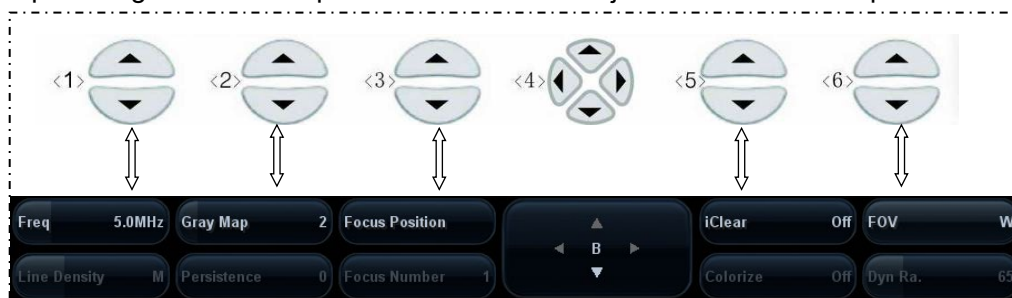 <1> <2> <3> <4> <5> <6>
Freq 5.0MHz Gray Map 2 Focus Position B iClear Off FOV W
Line Density M Persistence 0 Focus Number 1 Colorize Off Dyn Ra. 65